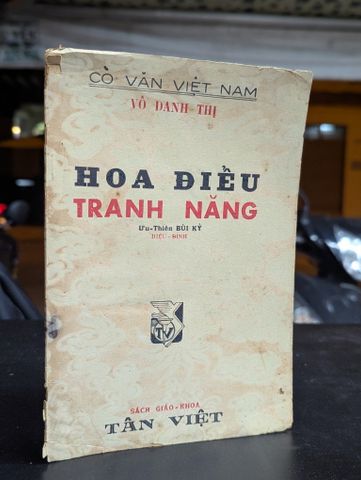 CỔ VĂN VIỆT NAM
VÔ DANH THỊ
HOA ĐIỂU
TRANH NĂNG
Ưu-Thiên BÙI KỶ
HIỆU-ĐÍNH
TV
SÁCH GIÁO-KHOA
TÂN VIỆT